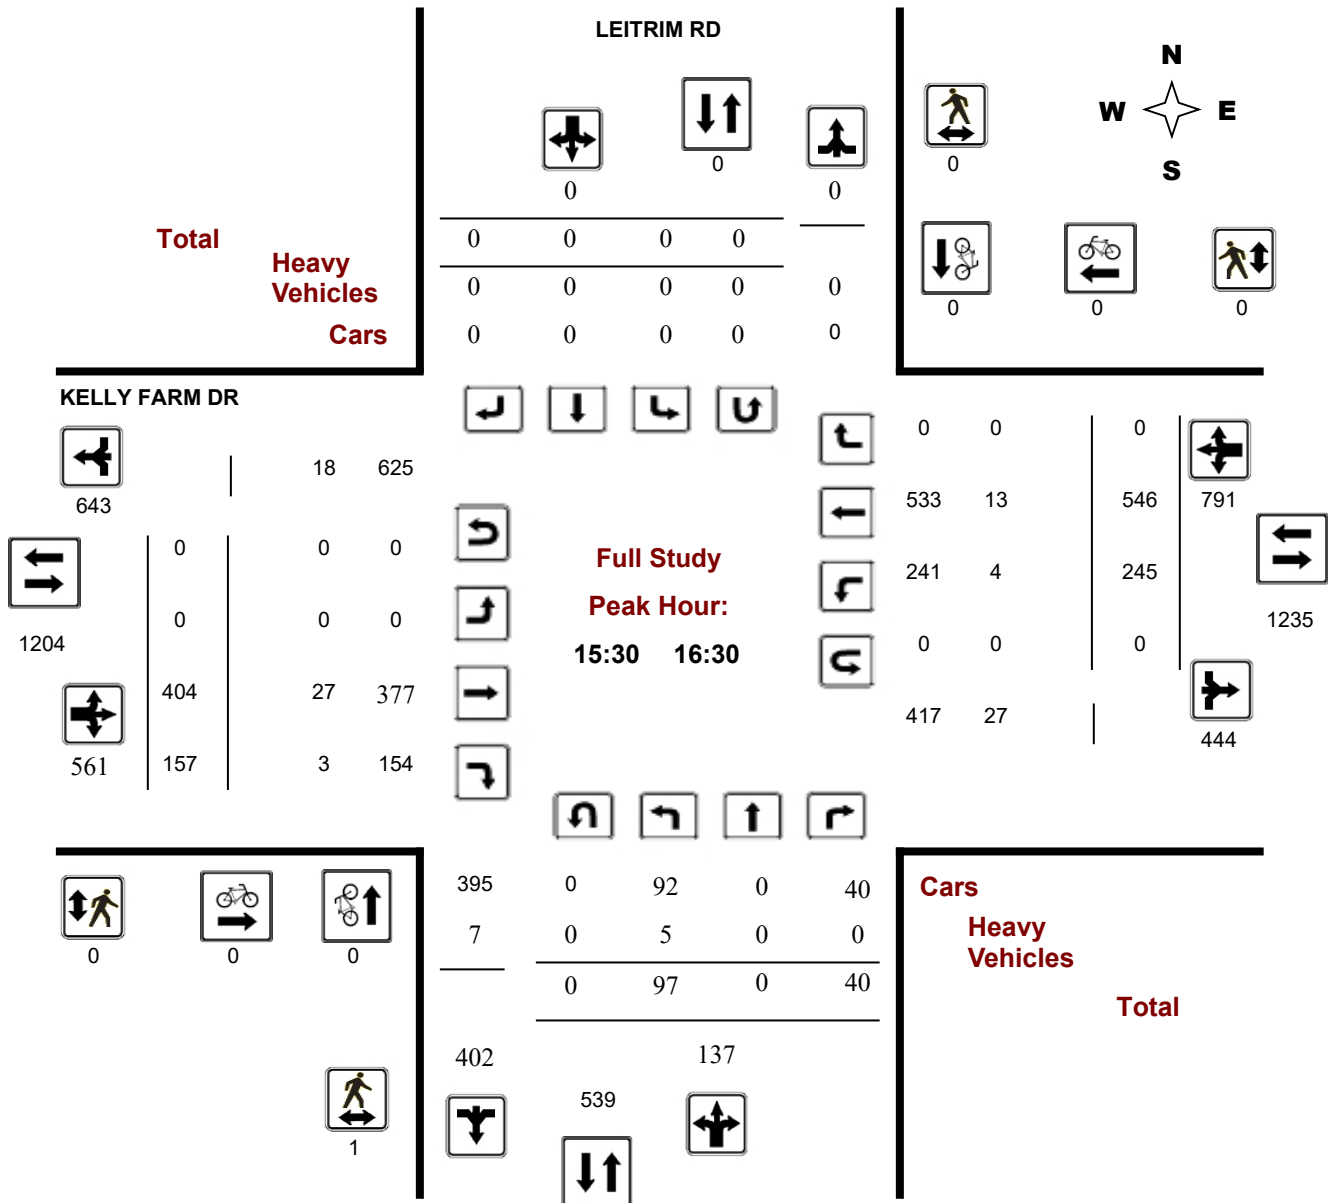 LEITRIM RD
N
W E
S
0
0
0 0
Total
0 0 0 0
Heavy
Vehicles
0 0 0 0 0
0 0 0
Cars
0 0 0 0 0
KELLY FARM DR
0 0 0
18 625
643
533 13 546 791
0 0 0
Full Study
241 4 245
Peak Hour:
0 0 0
1204
1235
15:30 16:30
0 0 0
404 27 377
417 27
444
561 157 3 154
395 0 92 0 40
Cars
7 0 5 0 0
Heavy
Vehicles
0 0 0
0 97 0 40
Total
402 137
539
1